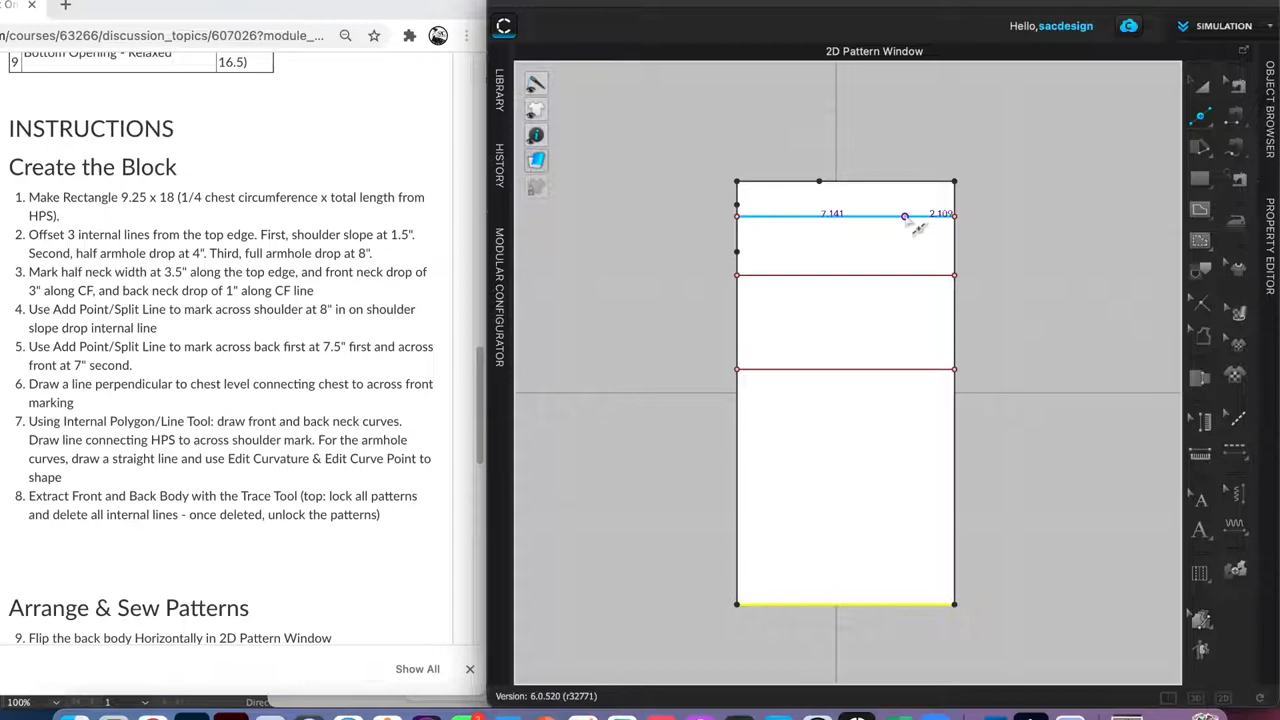 t On
m/courses/63266/discussion_topics/607026?module_...
9 Bottom Opening - Relaxed 16.5)
INSTRUCTIONS
Create the Block
1. Make Rectangle 9.25 x 18 (1/4 chest circumference x total length from
HPS).
2. Offset 3 internal lines from the top edge. First, shoulder slope at 1.5".
Second, half armhole drop at 4". Third, full armhole drop at 8".
3. Mark half neck width at 3.5" along the top edge, and front neck drop of
3" along CF, and back neck drop of 1" along CF line
4. Use Add Point/Split Line to mark across shoulder at 8" in on shoulder
slope drop internal line
5. Use Add Point/Split Line to mark across back first at 7.5" first and across
front at 7" second.
6. Draw a line perpendicular to chest level connecting chest to across front
marking
7. Using Internal Polygon/Line Tool: draw front and back neck curves.
Draw line connecting HPS to across shoulder mark. For the armhole
curves, draw a straight line and use Edit Curvature & Edit Curve Point to
shape
8. Extract Front and Back Body with the Trace Tool (top: lock all patterns
and delete all internal lines - once deleted, unlock the patterns)
Arrange & Sew Patterns
9. Flip the back body Horizontally in 2D Pattern Window
Show All
100%
1
Direc
Hello,sacdesign
SIMULATION
2D Pattern Window
LIBRARY
HISTORY
MODULAR CONFIGURATOR
7.141
2.109
OBJECT BROWSER
PROPERTY EDITOR
Version: 6.0.520 (r32771)
3D
2D